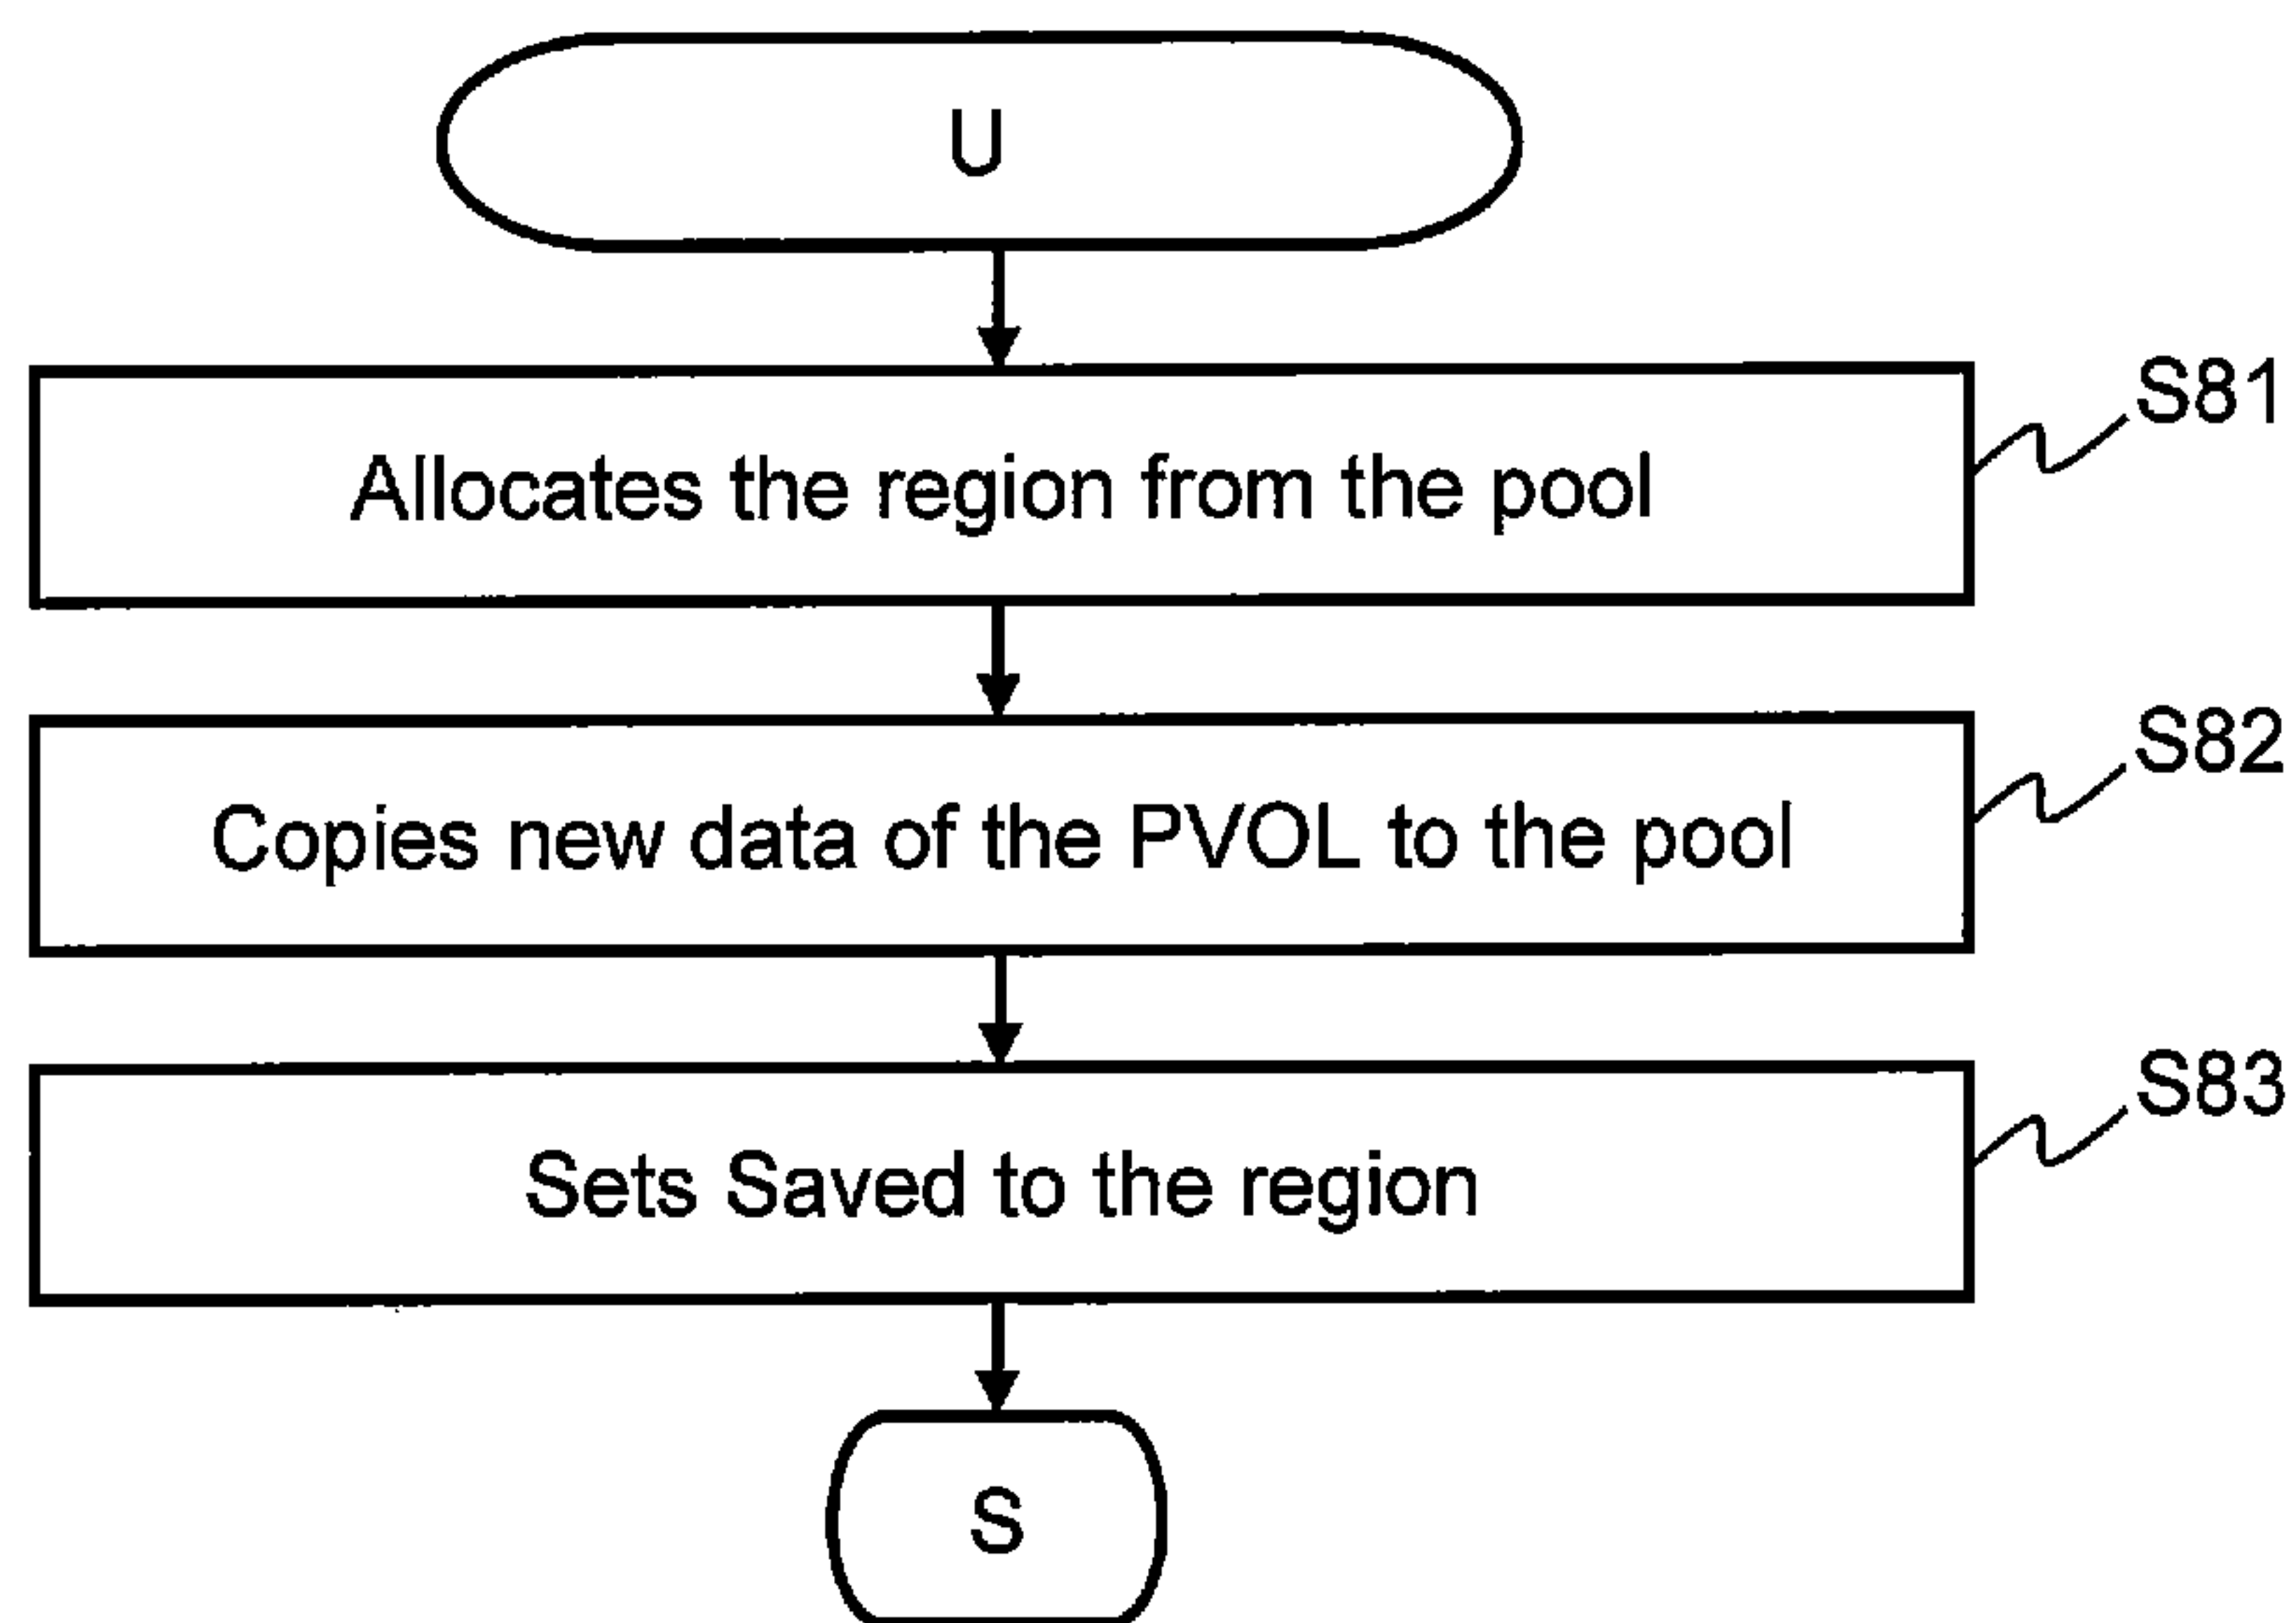 U
S81
Allocates the region from the pool
S82
Copies new data of the PVOL to the pool
S83
Sets Saved to the region
S